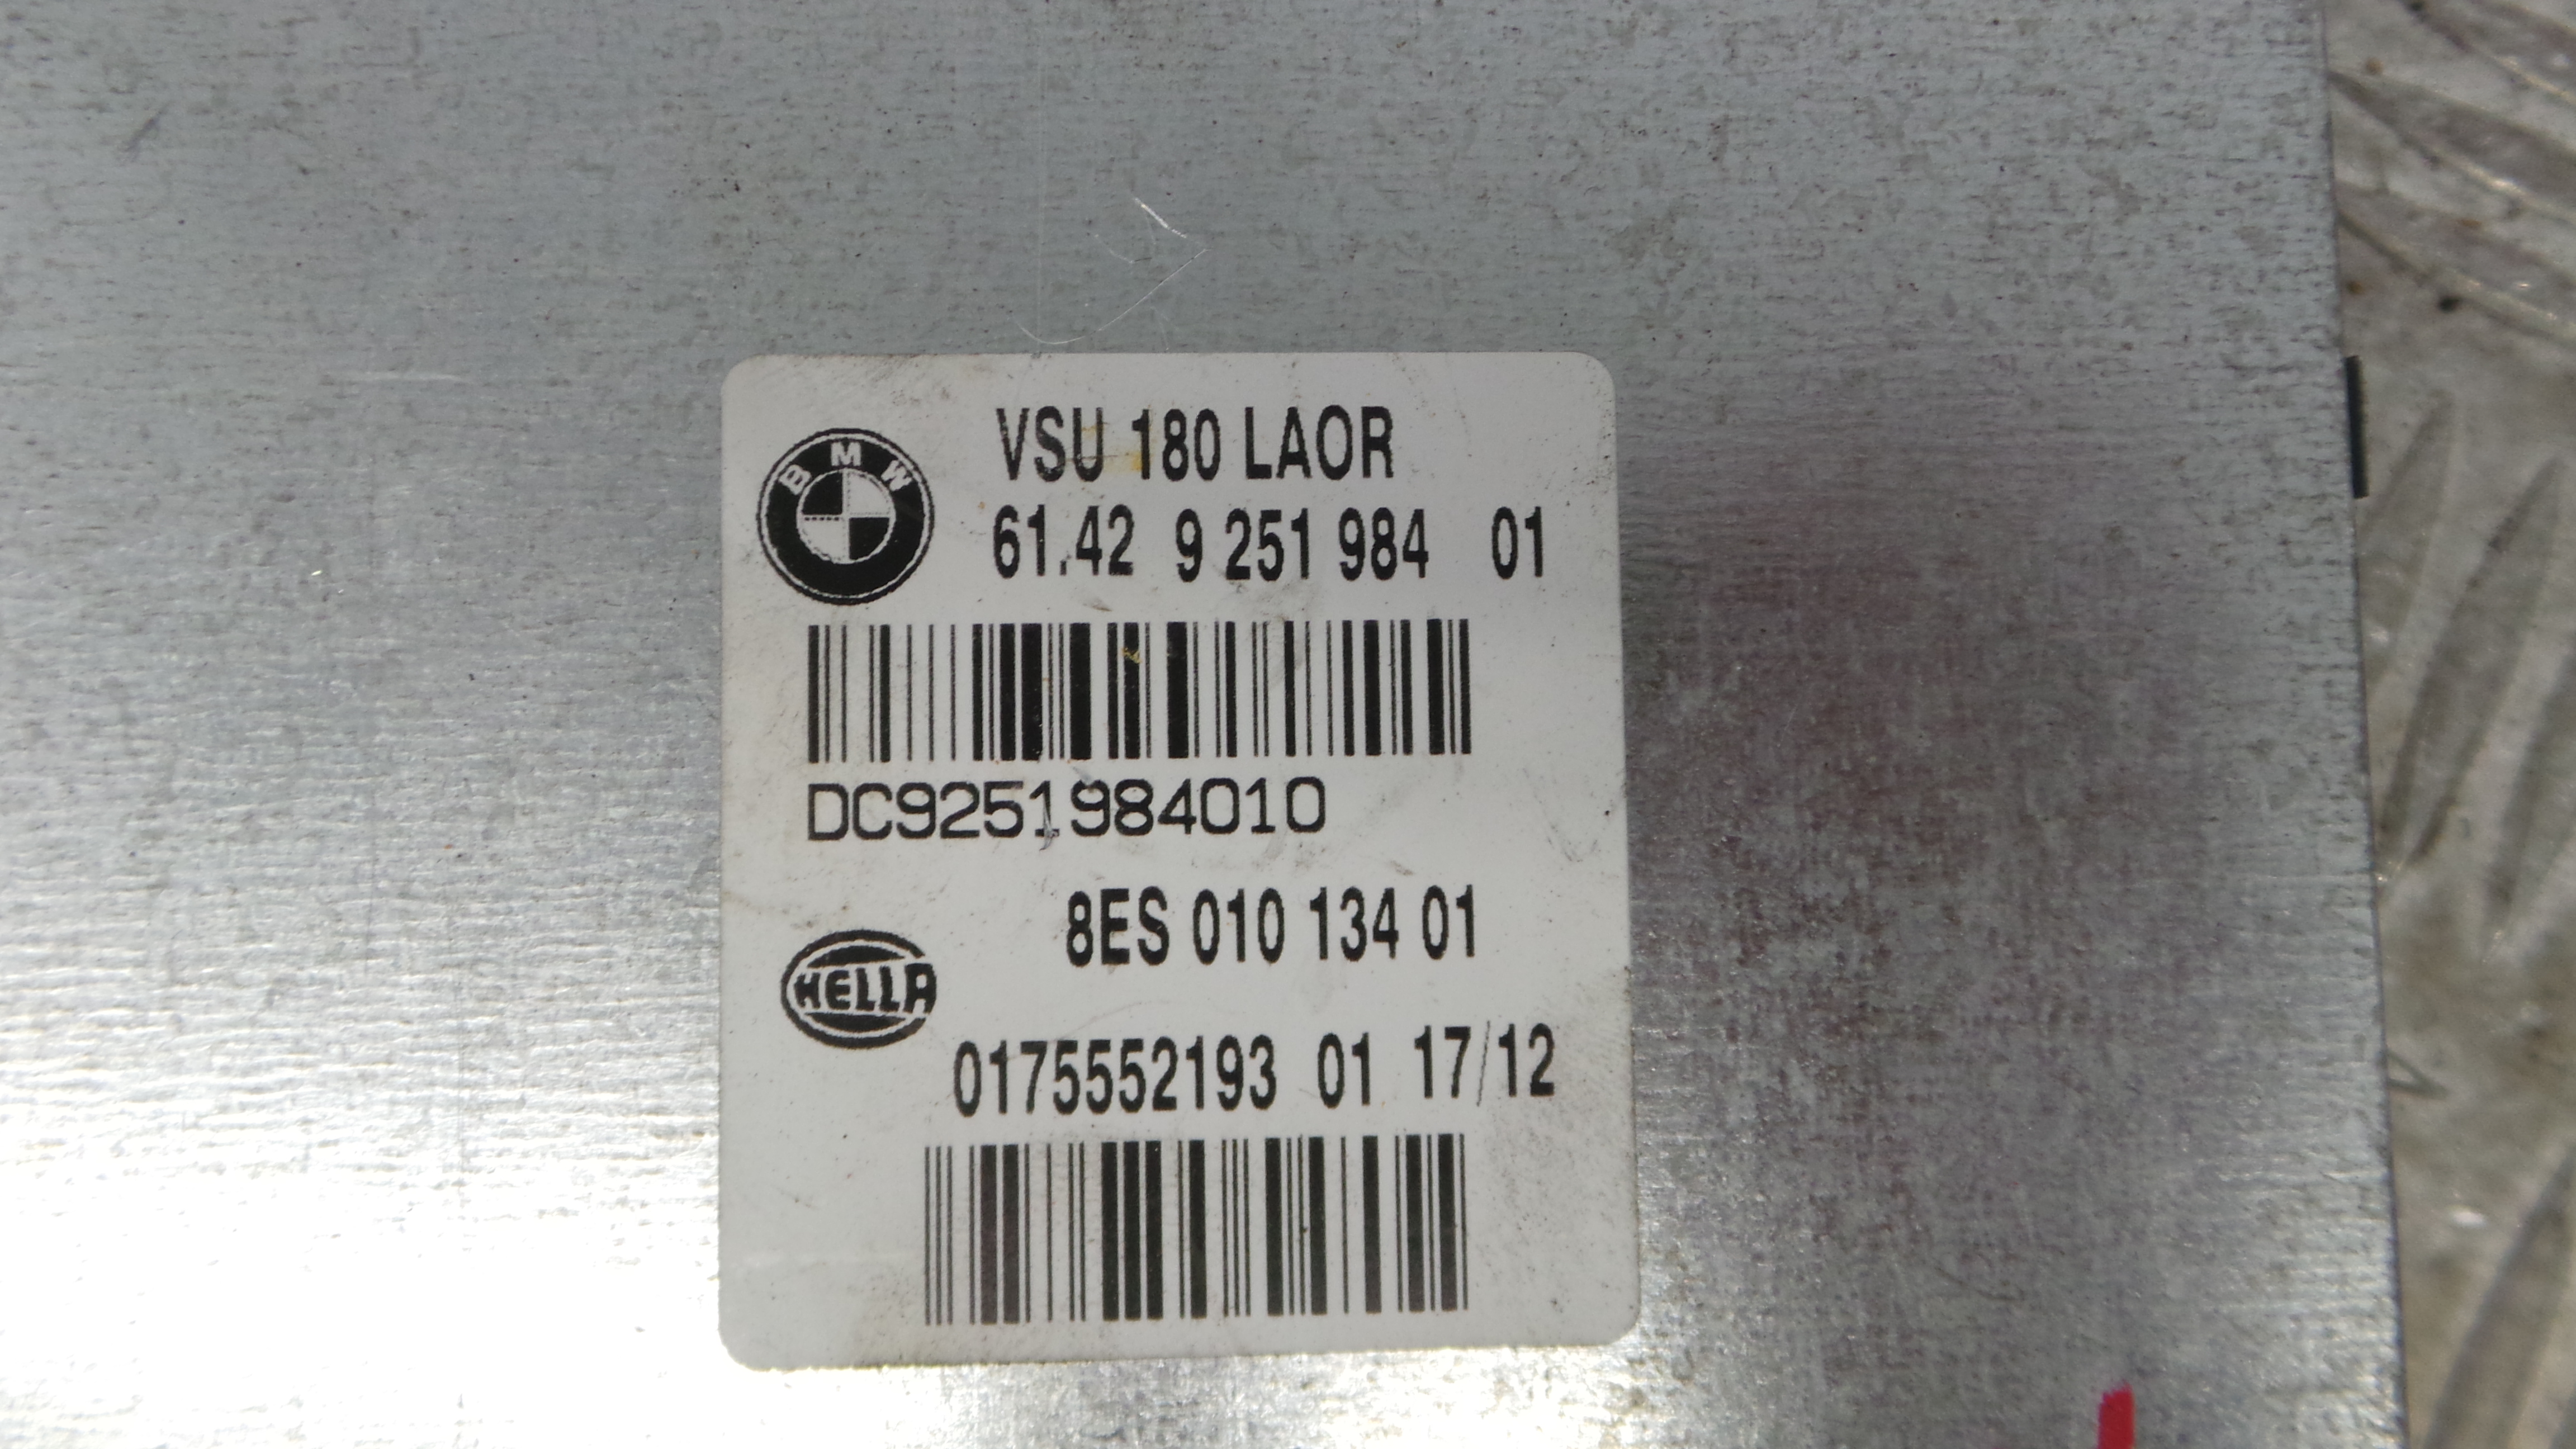 BMW
VSU 180 LAOR
61.42 9 251 984 01
DC9251984010
8ES 010 134 01
HELLA
0175552193 01 17/12